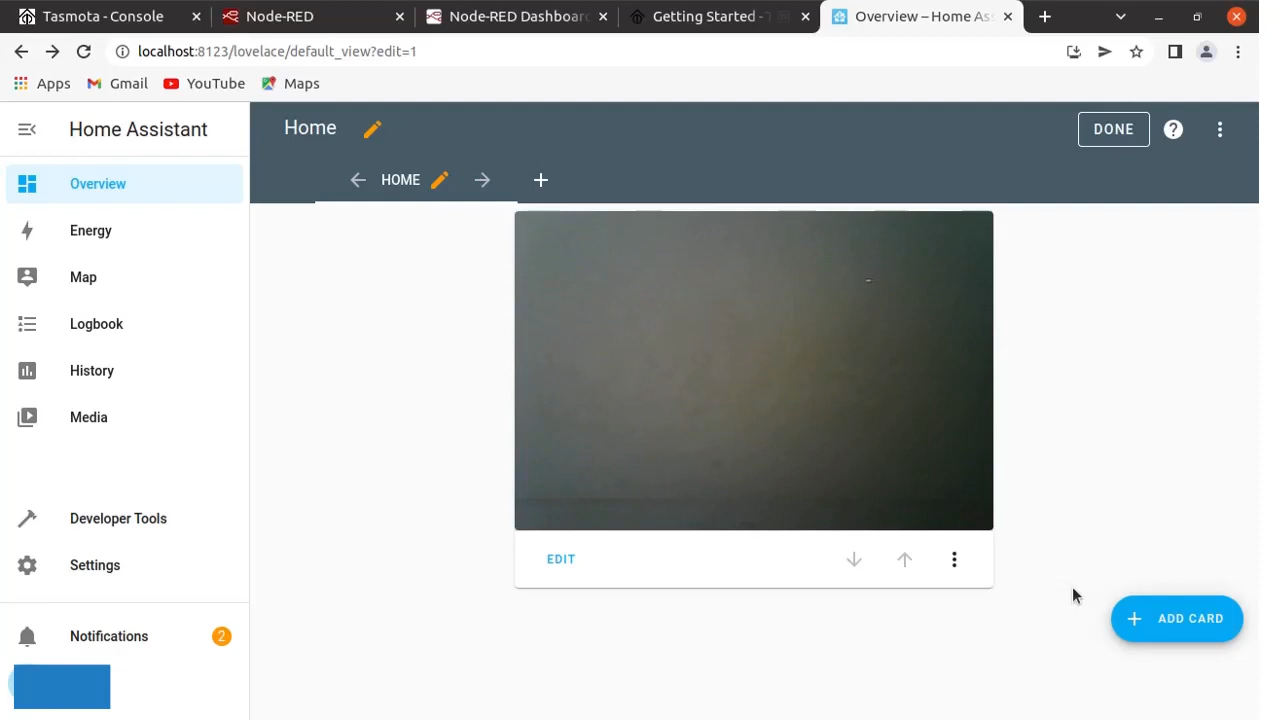 Tasmota - Console
Node-RED
Node-RED Dashboar
Getting Started - T
Overview – Home As
localhost:8123/lovelace/default_view?edit=1
Apps
Gmail
YouTube
Maps
Home Assistant
Home
DONE
HOME
Overview
Energy
Map
Logbook
History
Media
Developer Tools
Settings
Notifications
2
EDIT
ADD CARD